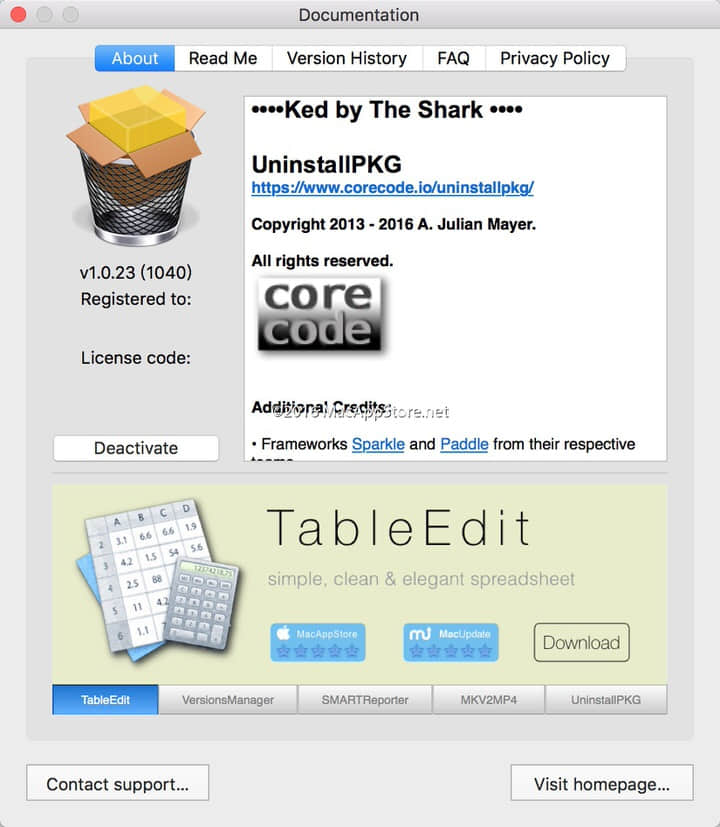 Documentation
About
Read Me
Version History
FAQ
Privacy Policy
••••Ked by The Shark ••••
UninstallPKG
https://www.corecode.io/uninstallpkg/
Copyright 2013 - 2016 A. Julian Mayer.
All rights reserved.
core
code
Additional Credits:
©2016 MacAppStore.net
• Frameworks Sparkle and Paddle from their respective
v1.0.23 (1040)
Registered to:
License code:
Deactivate
A B C D
2 3.1 6.6 6.6 1.9
3 4.2 1.5 54 5.6
4 2.5 88
5 11 4.2
6 1.1
TableEdit
simple, clean & elegant spreadsheet
MacAppStore
MacUpdate
Download
TableEdit
VersionsManager
SMARTReporter
MKV2MP4
UninstallPKG
Contact support...
Visit homepage...